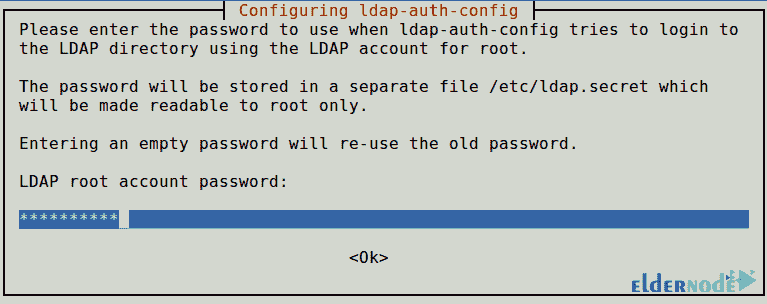 Configuring ldap-auth-config
Please enter the password to use when ldap-auth-config tries to login to
the LDAP directory using the LDAP account for root.
The password will be stored in a separate file /etc/ldap.secret which
will be made readable to root only.
Entering an empty password will re-use the old password.
LDAP root account password:
**********
<Ok>
eldernode